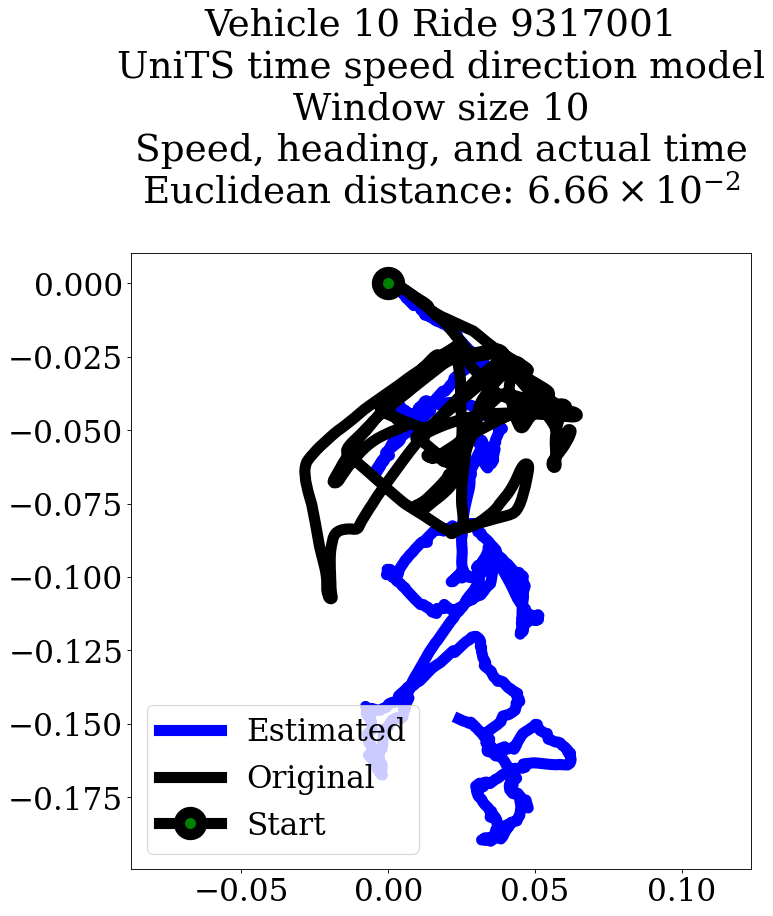 Vehicle 10 Ride 9317001
UniTS time speed direction model
Window size 10
Speed, heading, and actual time
Euclidean distance: 6.66 × 10⁻²
0.000
−0.025
−0.050
−0.075
−0.100
−0.125
−0.150
−0.175
Estimated
Original
Start
−0.05 0.00 0.05 0.10